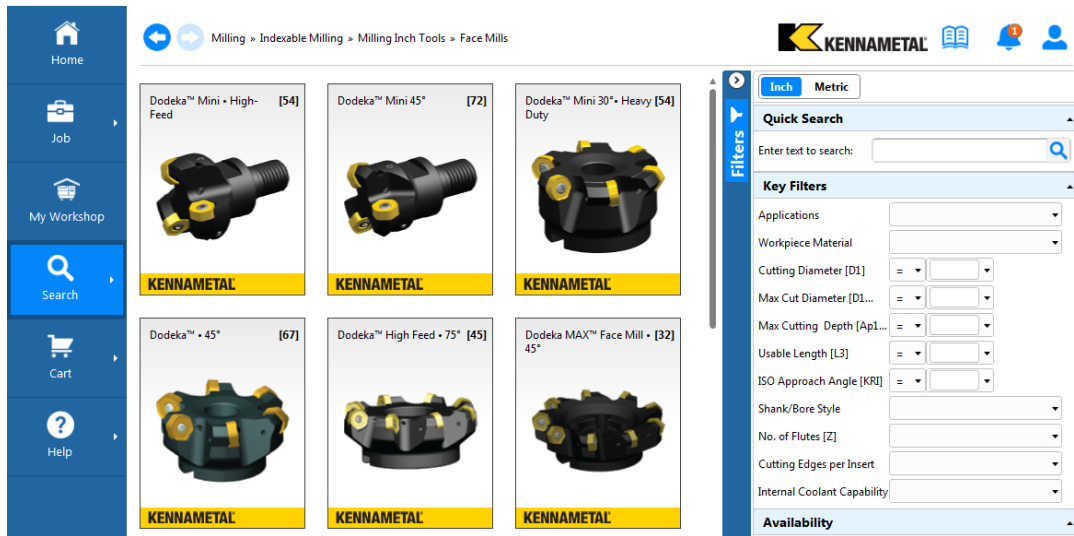 Home
Job
My Workshop
Search
Cart
Help
Milling » Indexable Milling » Milling Inch Tools » Face Mills
KENNAMETAL
1
Dodeka™ Mini • High- [54]
Feed
KENNAMETAL
Dodeka™ Mini 45° [72]
KENNAMETAL
Dodeka™ Mini 30°• Heavy [54]
Duty
KENNAMETAL
Dodeka™ • 45° [67]
KENNAMETAL
Dodeka™ High Feed • 75° [45]
KENNAMETAL
Dodeka MAX™ Face Mill • [32]
45°
KENNAMETAL
Filters
Inch Metric
Quick Search
Enter text to search:
Key Filters
Applications
Workpiece Material
Cutting Diameter [D1] =
Max Cut Diameter [D1... =
Max Cutting Depth [Ap1... =
Usable Length [L3] =
ISO Approach Angle [KRI] =
Shank/Bore Style
No. of Flutes [Z]
Cutting Edges per Insert
Internal Coolant Capability
Availability